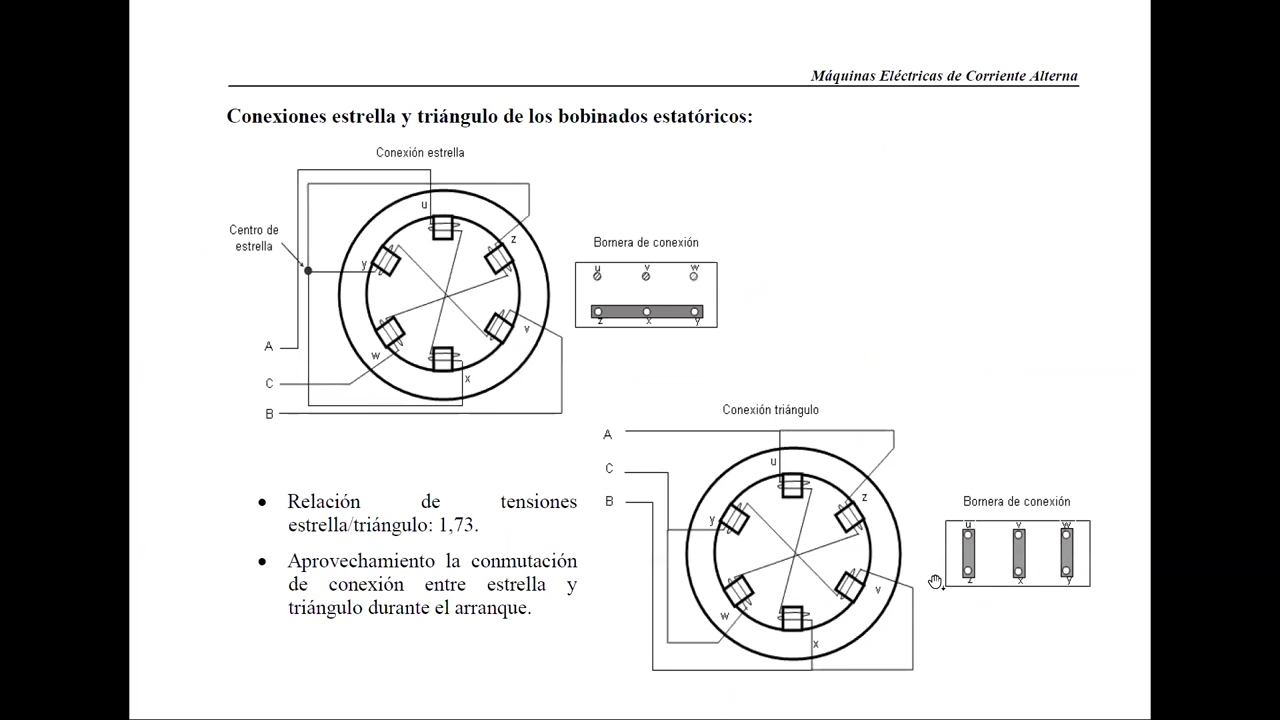 Máquinas Eléctricas de Corriente Alterna
Conexiones estrella y triángulo de los bobinados estatóricos:
Conexión estrella
u
z
Centro de
estrella
y
A
w
v
C
x
B
Bornera de conexión
u v w
z x y
Conexión triángulo
A
u
C
z
B
y
v
w
x
Bornera de conexión
u v w
z x y
• Relación de tensiones
estrella/triángulo: 1,73.
• Aprovechamiento la conmutación
de conexión entre estrella y
triángulo durante el arranque.